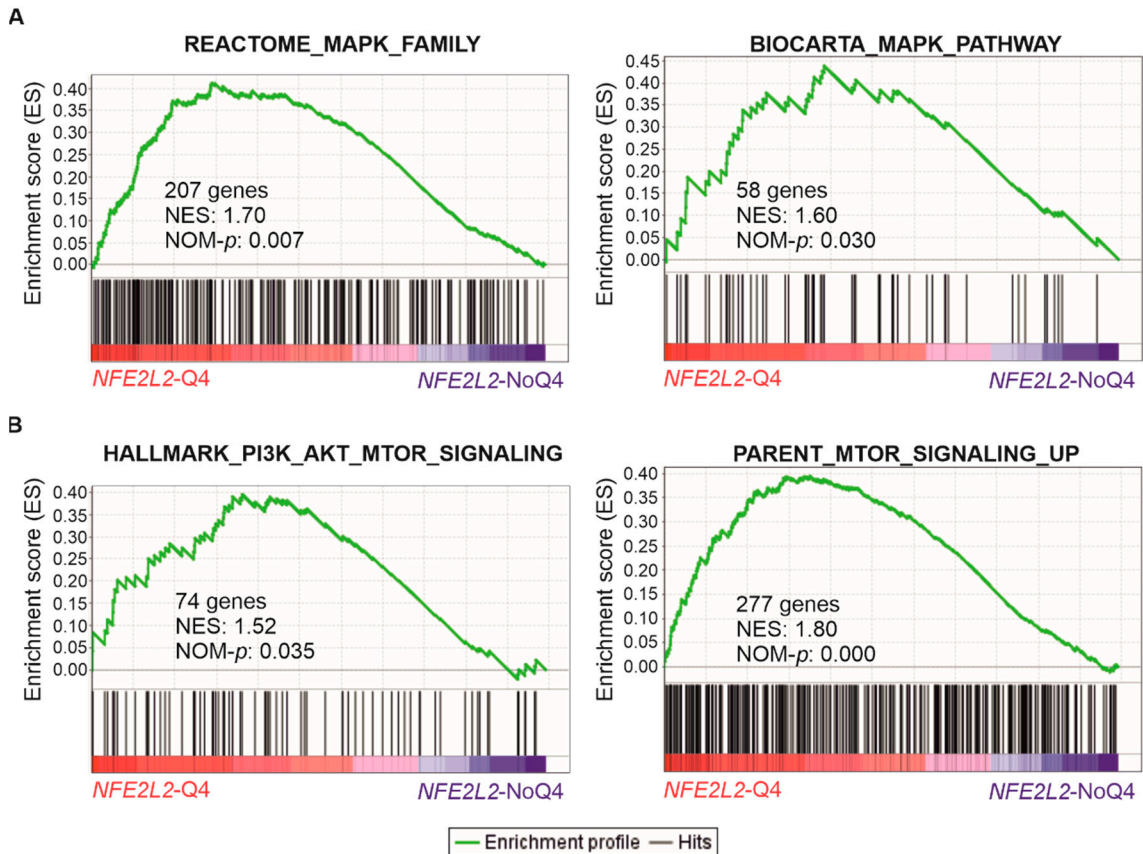 A
REACTOME_MAPK_FAMILY
Enrichment score (ES)
0.40
0.35
0.30
0.25
0.20
0.15
0.10
0.05
0.00
207 genes
NES: 1.70
NOM-p: 0.007
NFE2L2-Q4
NFE2L2-NoQ4
BIOCARTA_MAPK_PATHWAY
Enrichment score (ES)
0.45
0.40
0.35
0.30
0.25
0.20
0.15
0.10
0.05
0.00
58 genes
NES: 1.60
NOM-p: 0.030
NFE2L2-Q4
NFE2L2-NoQ4
B
HALLMARK_PI3K_AKT_MTOR_SIGNALING
Enrichment score (ES)
0.40
0.35
0.30
0.25
0.20
0.15
0.10
0.05
0.00
74 genes
NES: 1.52
NOM-p: 0.035
NFE2L2-Q4
NFE2L2-NoQ4
PARENT_MTOR_SIGNALING_UP
Enrichment score (ES)
0.40
0.35
0.30
0.25
0.20
0.15
0.10
0.05
0.00
277 genes
NES: 1.80
NOM-p: 0.000
NFE2L2-Q4
NFE2L2-NoQ4
Enrichment profile Hits